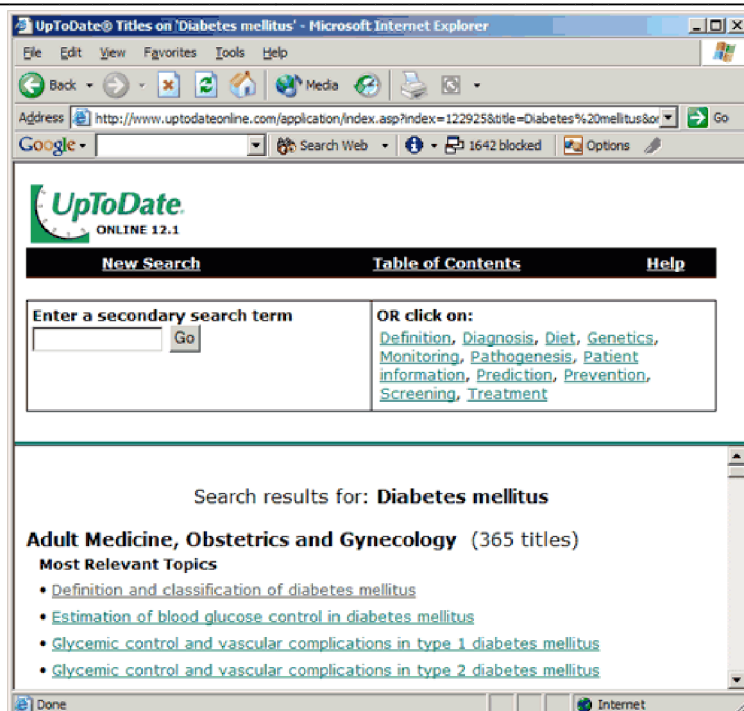 UpToDate® Titles on 'Diabetes mellitus' - Microsoft Internet Explorer
File Edit View Favorites Tools Help
Back Media
Address http://www.uptodateonline.com/application/index.asp?index=122925&title=Diabetes%20mellitus&or Go
Google Search Web 1642 blocked Options
UpToDate®
ONLINE 12.1
New Search Table of Contents Help
Enter a secondary search term
Go
OR click on:
Definition, Diagnosis, Diet, Genetics,
Monitoring, Pathogenesis, Patient
information, Prediction, Prevention,
Screening, Treatment
Search results for: Diabetes mellitus
Adult Medicine, Obstetrics and Gynecology (365 titles)
Most Relevant Topics
• Definition and classification of diabetes mellitus
• Estimation of blood glucose control in diabetes mellitus
• Glycemic control and vascular complications in type 1 diabetes mellitus
• Glycemic control and vascular complications in type 2 diabetes mellitus
Done Internet